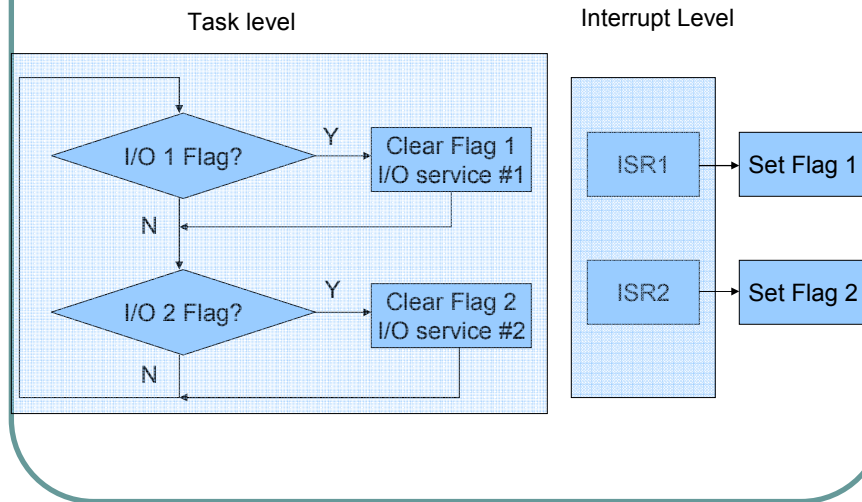 Task level
Interrupt Level
I/O 1 Flag?
Y
Clear Flag 1
I/O service #1
N
I/O 2 Flag?
Y
Clear Flag 2
I/O service #2
N
ISR1
Set Flag 1
ISR2
Set Flag 2